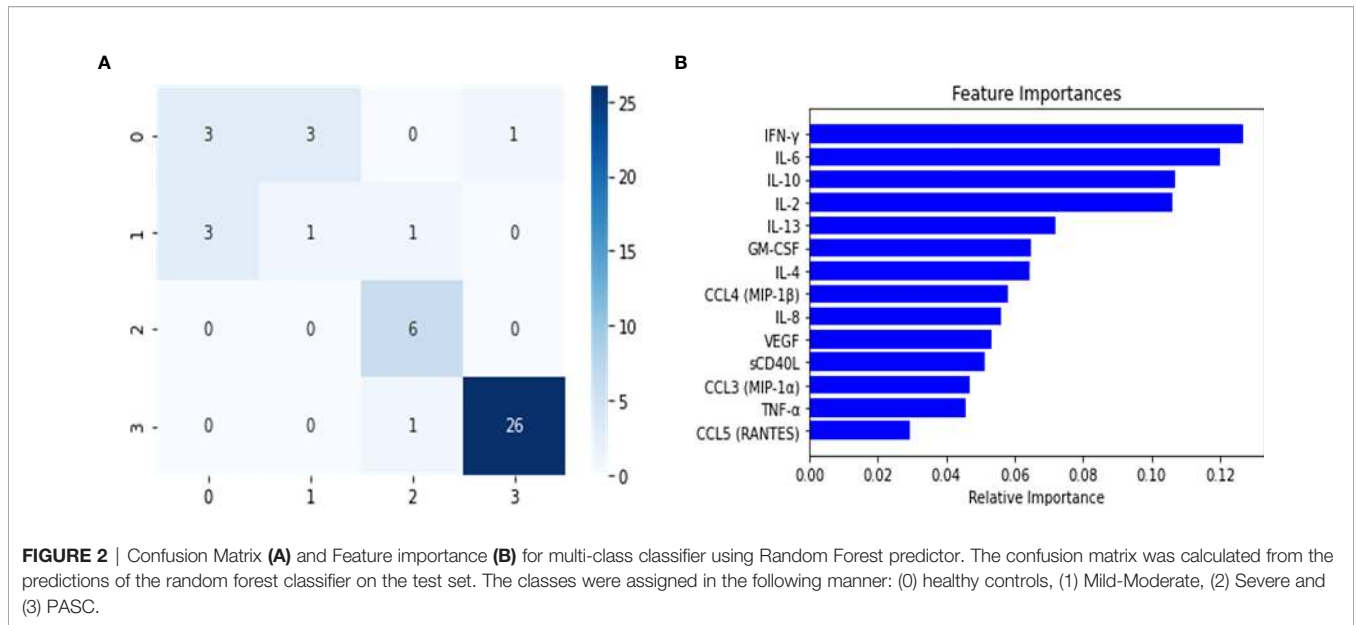 A
B
Feature Importances
0
3
3
0
1
1
3
1
1
0
2
0
0
6
0
3
0
0
1
26
0
1
2
3
25
20
15
10
5
0
IFN-γ
IL-6
IL-10
IL-2
IL-13
GM-CSF
IL-4
CCL4 (MIP-1β)
IL-8
VEGF
sCD40L
CCL3 (MIP-1α)
TNF-α
CCL5 (RANTES)
0.00 0.02 0.04 0.06 0.08 0.10 0.12
Relative Importance
FIGURE 2 | Confusion Matrix (A) and Feature importance (B) for multi-class classifier using Random Forest predictor. The confusion matrix was calculated from the
predictions of the random forest classifier on the test set. The classes were assigned in the following manner: (0) healthy controls, (1) Mild-Moderate, (2) Severe and
(3) PASC.